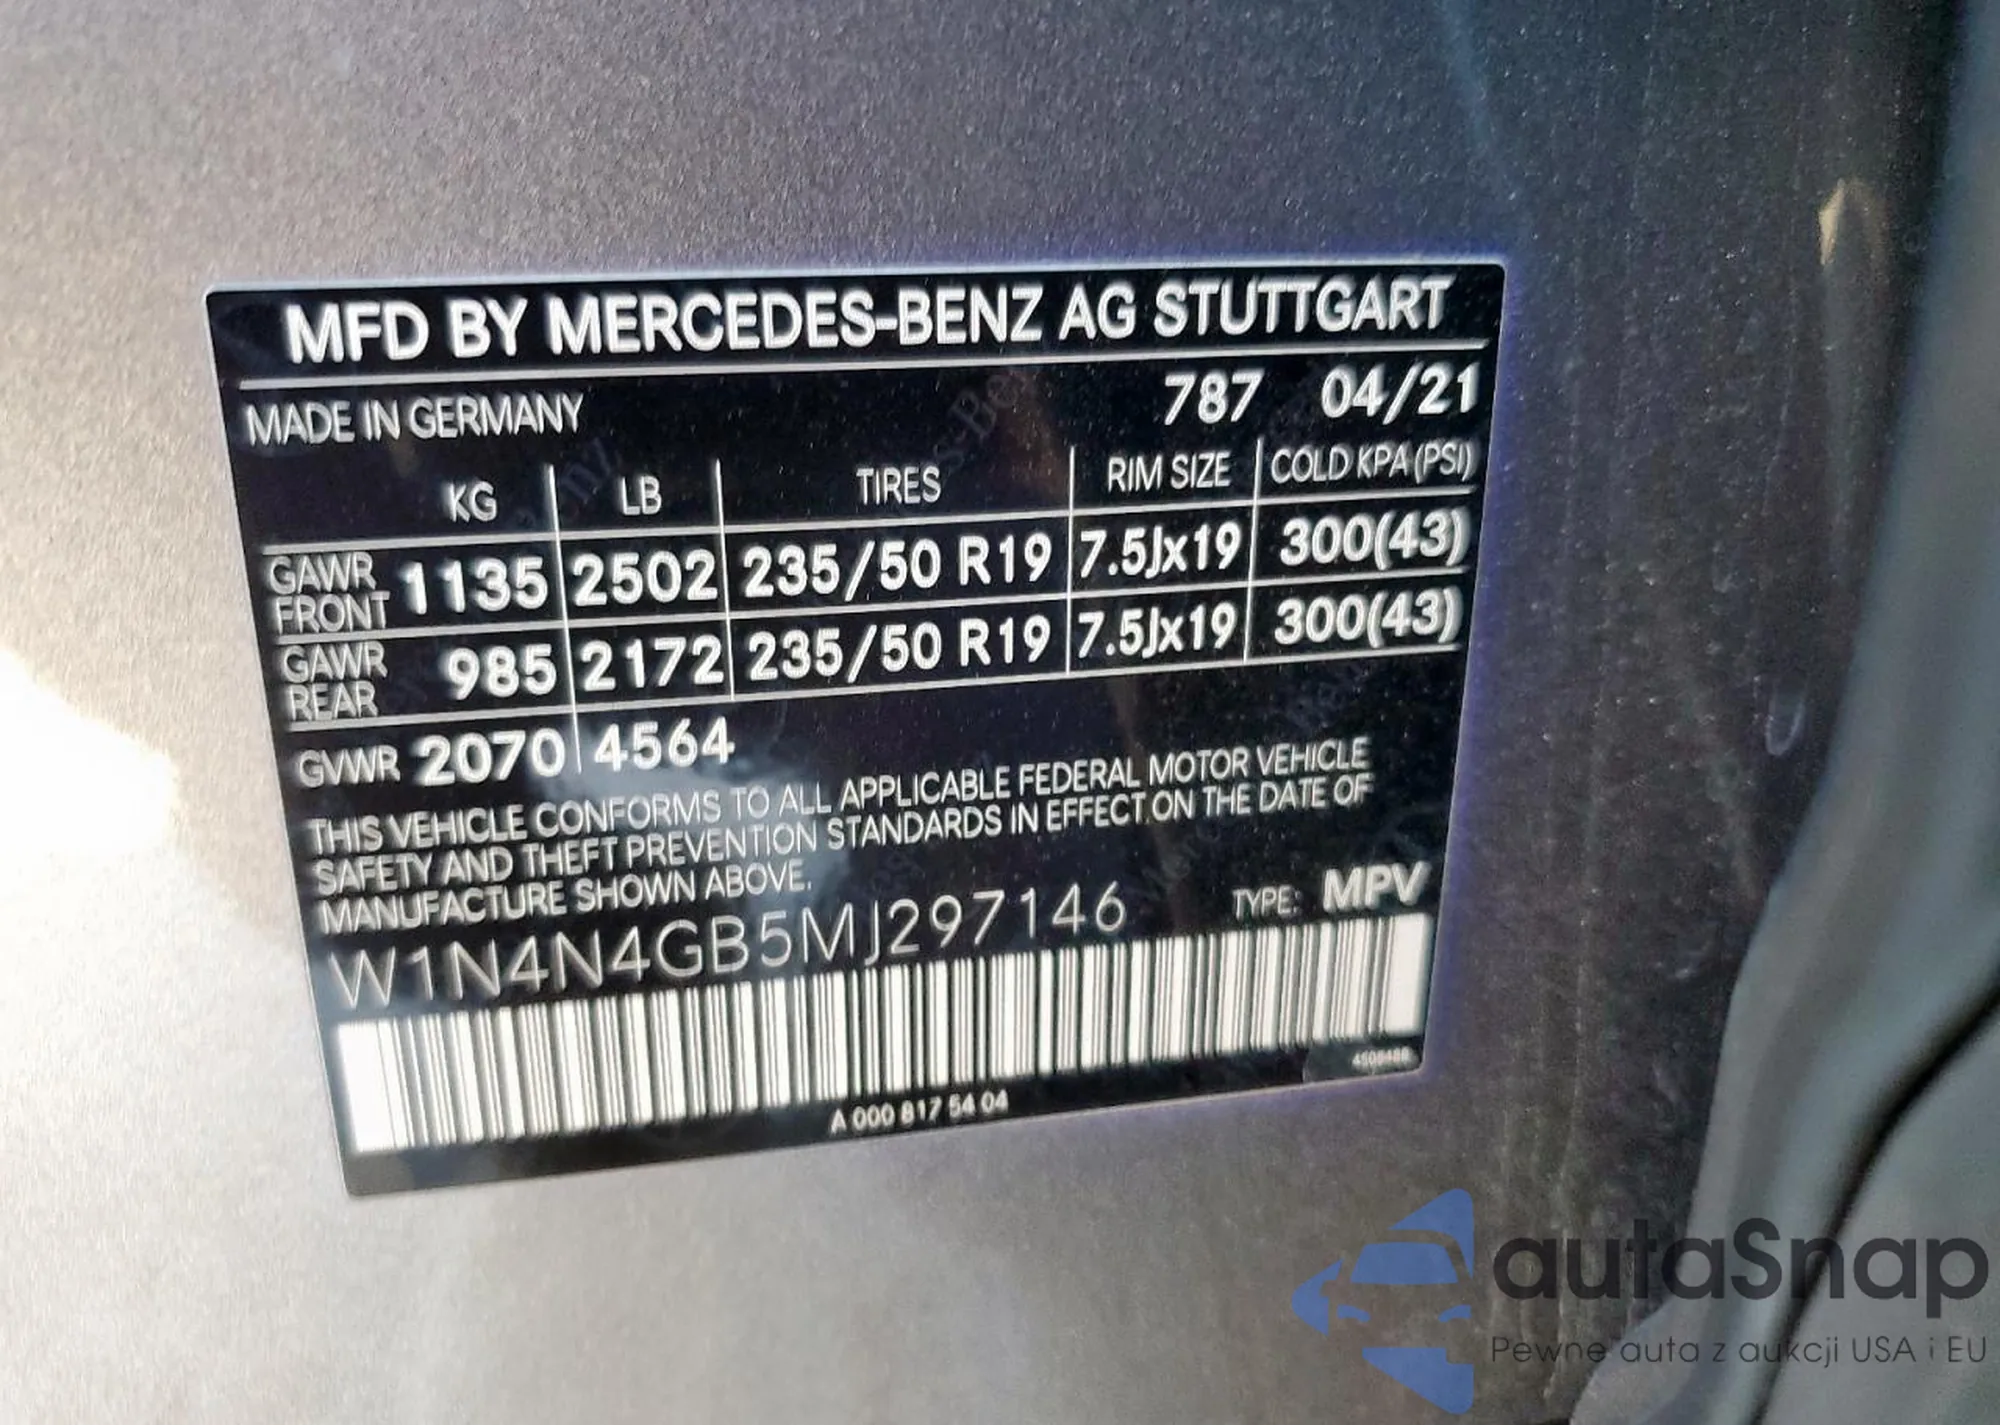 MFD BY MERCEDES-BENZ AG STUTTGART
MADE IN GERMANY 787 04/21
KG LB TIRES RIM SIZE COLD KPA (PSI)
GAWR FRONT 1135 2502 235/50 R19 7.5Jx19 300(43)
GAWR REAR 985 2172 235/50 R19 7.5Jx19 300(43)
GVWR 2070 4564
THIS VEHICLE CONFORMS TO ALL APPLICABLE FEDERAL MOTOR VEHICLE
SAFETY AND THEFT PREVENTION STANDARDS IN EFFECT ON THE DATE OF
MANUFACTURE SHOWN ABOVE.
W1N4N4GB5MJ297146 TYPE: MPV
A 000 817 54 04
autaSnap
Pewne auta z aukcji USA i EU